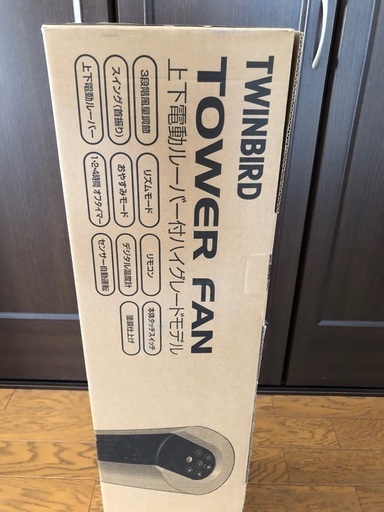 TWINBIRD
TOWER FAN
上下電動ルーバー付ハイグレードモデル
3段階風量調節
スイング(首振り)
上下電動ルーバー
リズムモード
おやすみモード
1・2・4時間 オフタイマー
リモコン
デジタル温度計
センサー自動運転
本体タッチスイッチ
塗装仕上げ